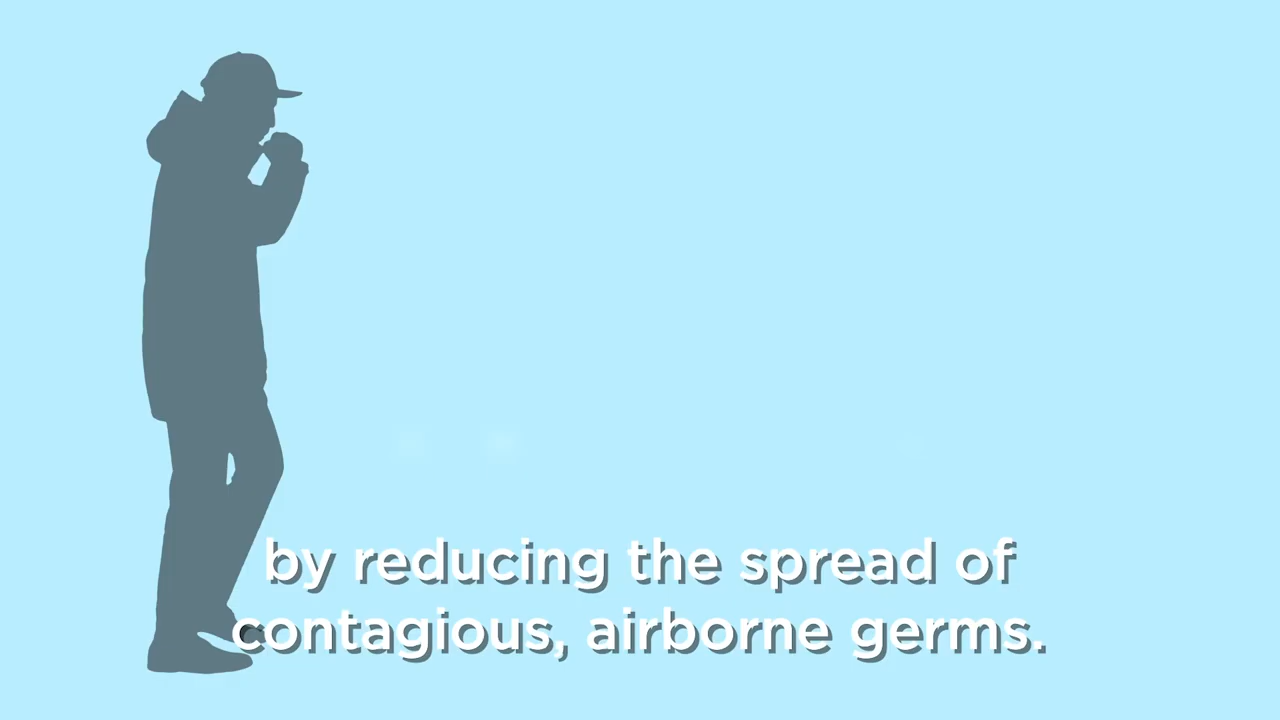 by reducing the spread of
contagious, airborne germs.